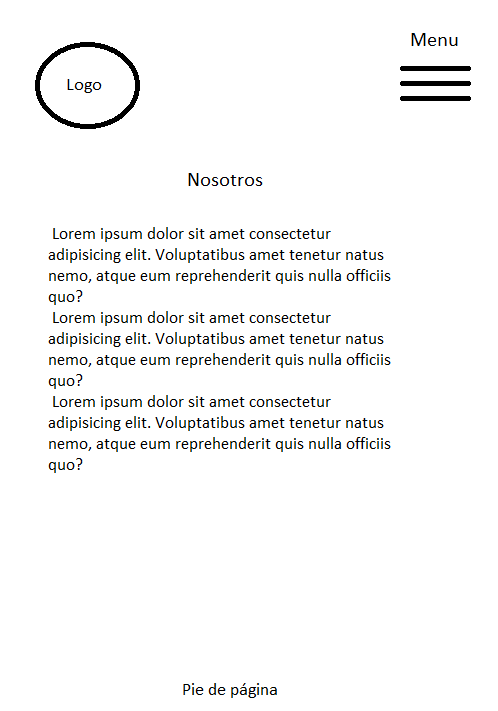 Menu
Logo
Nosotros
Lorem ipsum dolor sit amet consectetur
adipisicing elit. Voluptatibus amet tenetur natus
nemo, atque eum reprehenderit quis nulla officiis
quo?
Lorem ipsum dolor sit amet consectetur
adipisicing elit. Voluptatibus amet tenetur natus
nemo, atque eum reprehenderit quis nulla officiis
quo?
Lorem ipsum dolor sit amet consectetur
adipisicing elit. Voluptatibus amet tenetur natus
nemo, atque eum reprehenderit quis nulla officiis
quo?
Pie de página